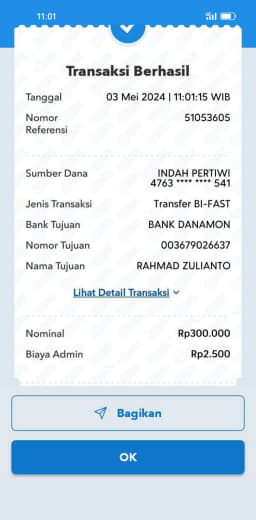 11:01
Transaksi Berhasil
Tanggal 03 Mei 2024 | 11:01:15 WIB
Nomor 51053605
Referensi
Sumber Dana INDAH PERTIWI
4763 **** **** 541
Jenis Transaksi Transfer BI-FAST
Bank Tujuan BANK DANAMON
Nomor Tujuan 003679026637
Nama Tujuan RAHMAD ZULIANTO
Lihat Detail Transaksi
Nominal Rp300.000
Biaya Admin Rp2.500
Bagikan
OK